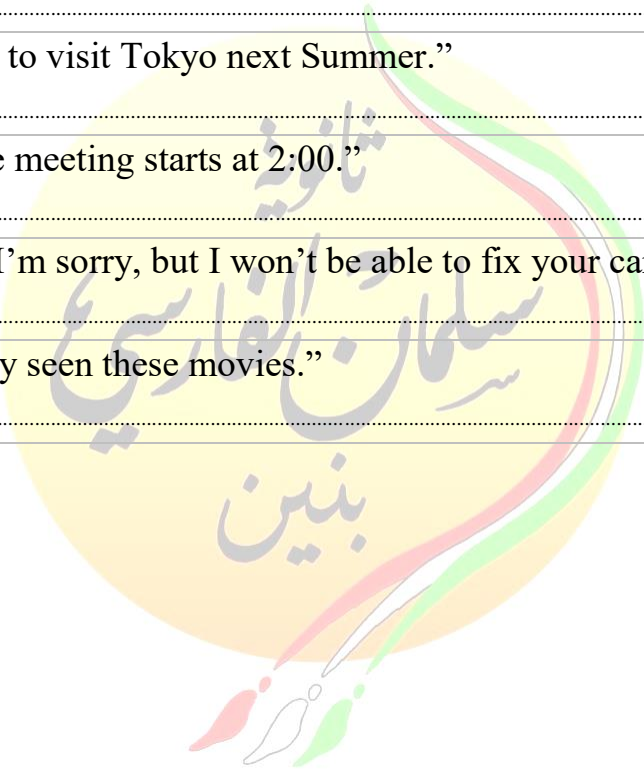 to visit Tokyo next Summer.”
e meeting starts at 2:00.”
I’m sorry, but I won’t be able to fix your car
y seen these movies.”
ثانوية
سلمان الفارسي
بنين